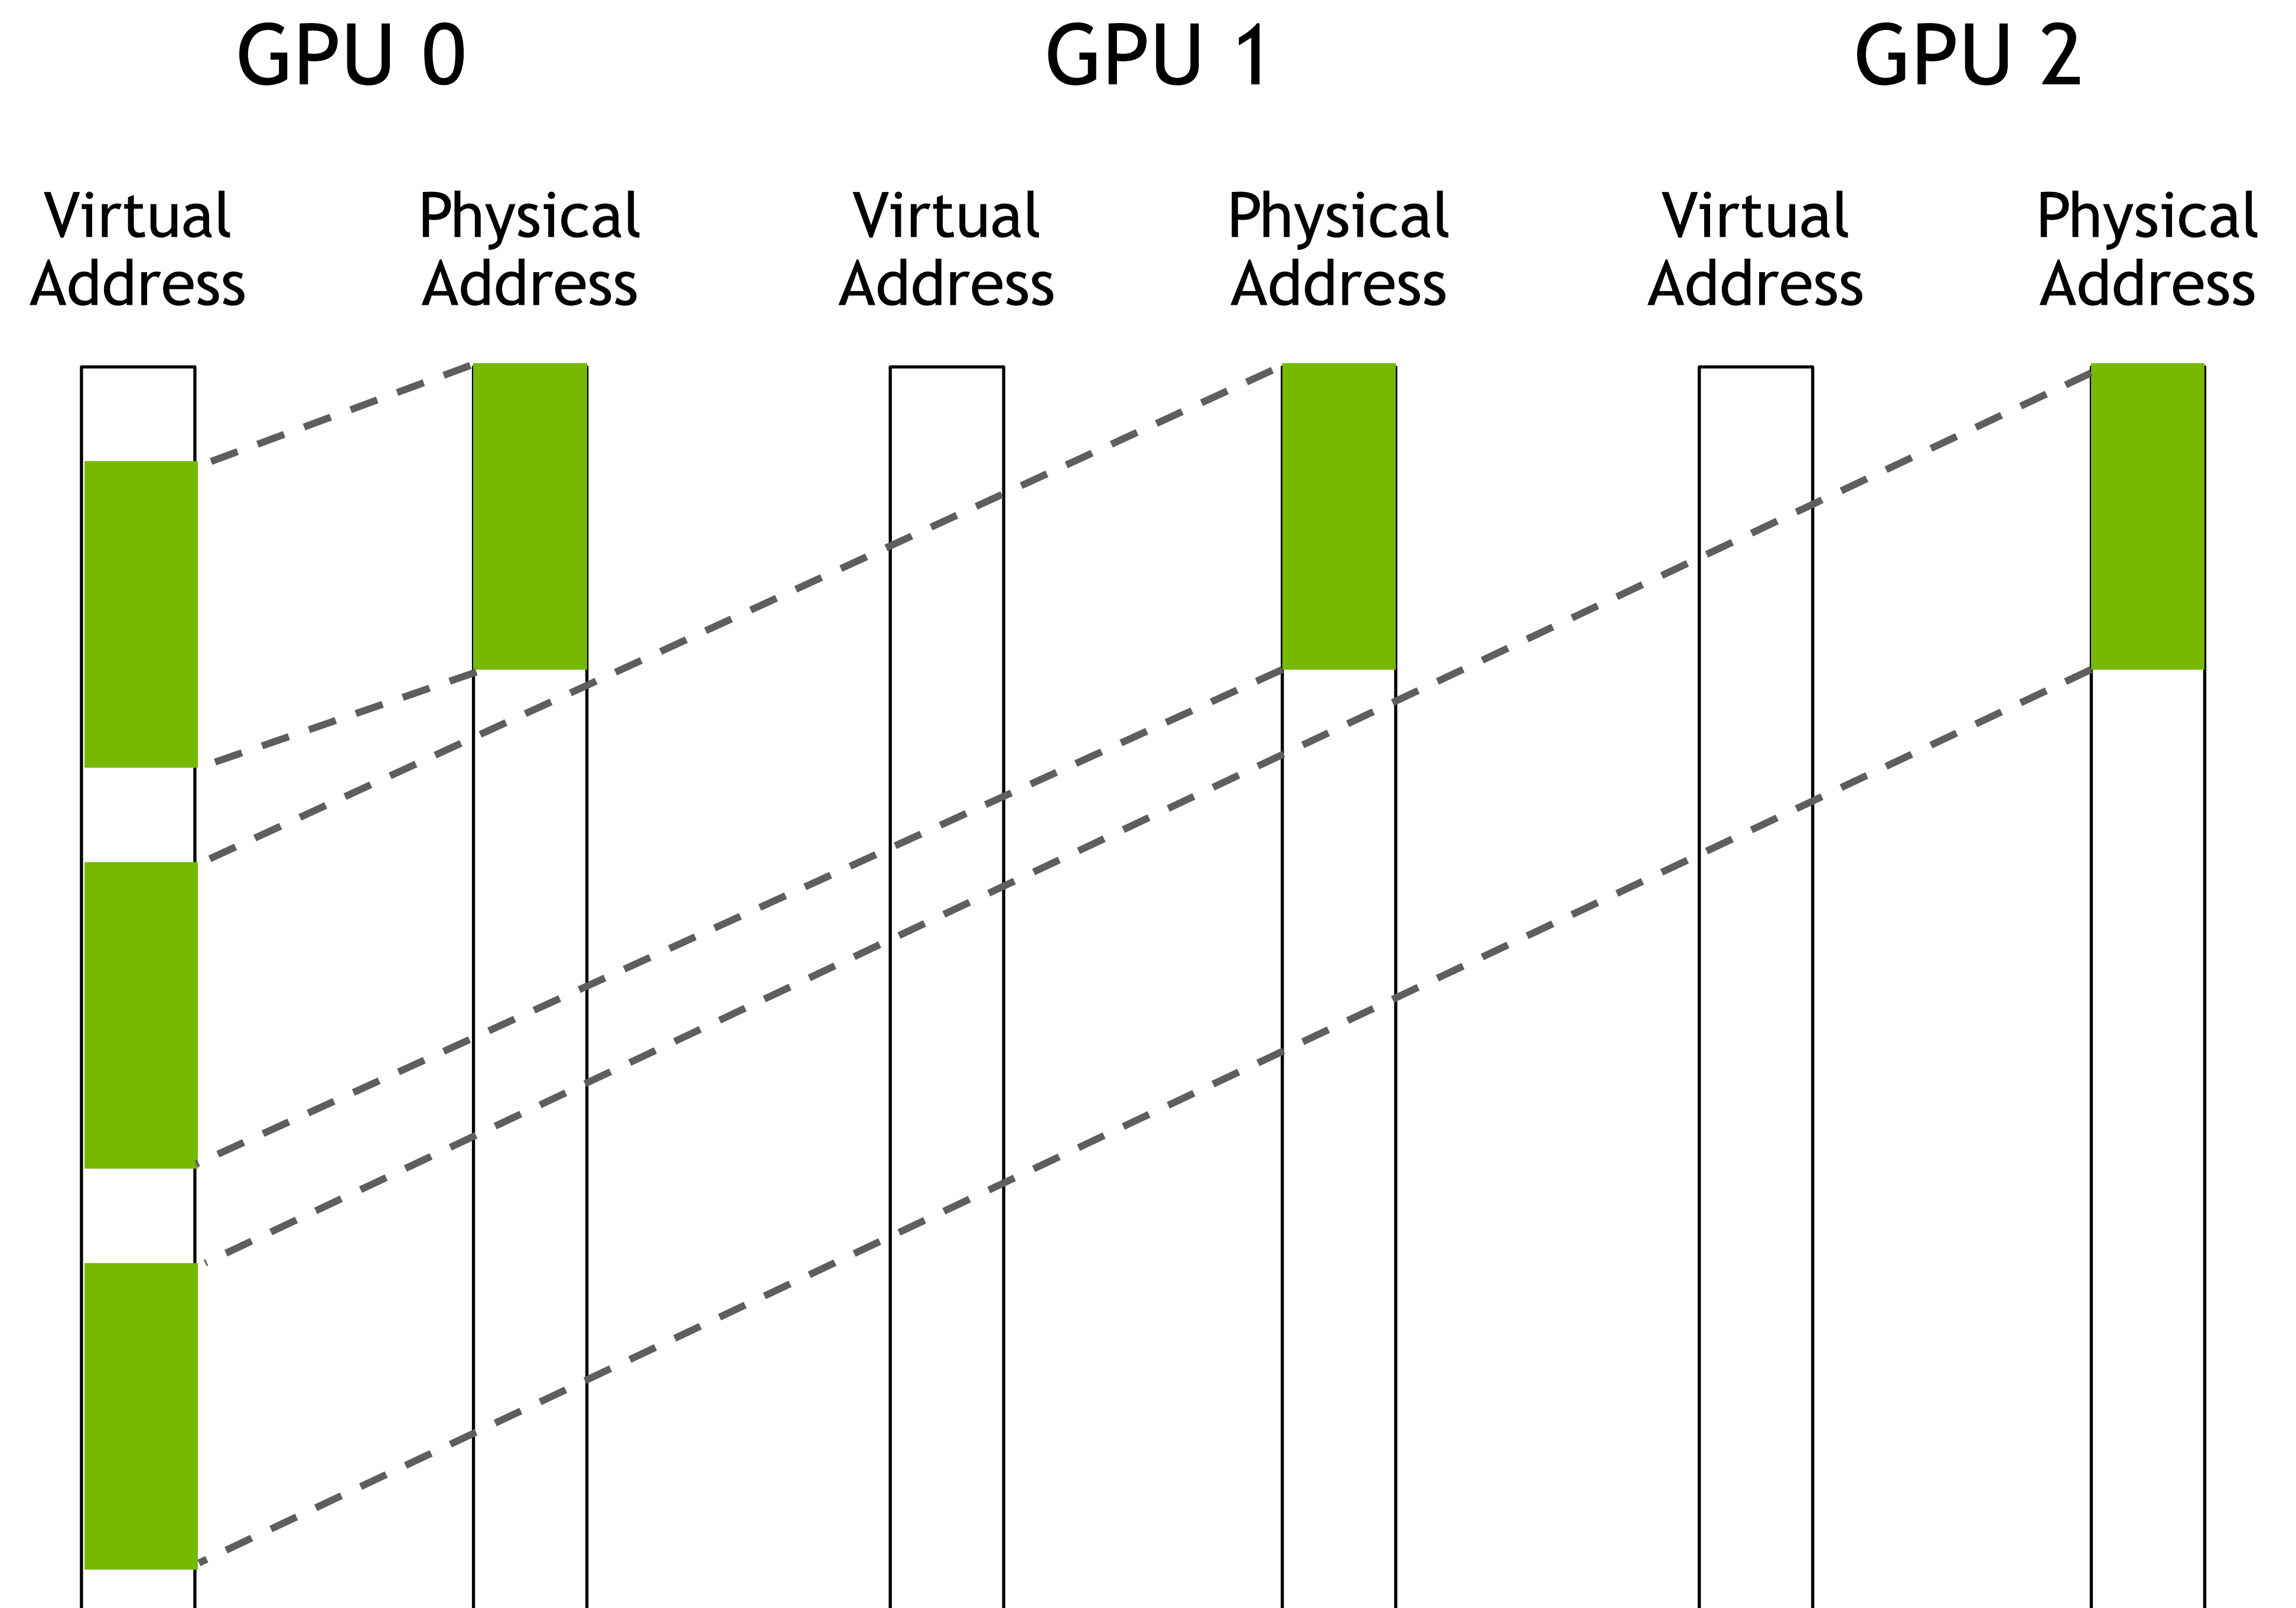 GPU 0
GPU 1
GPU 2
Virtual
Address
Physical
Address
Virtual
Address
Physical
Address
Virtual
Address
Physical
Address